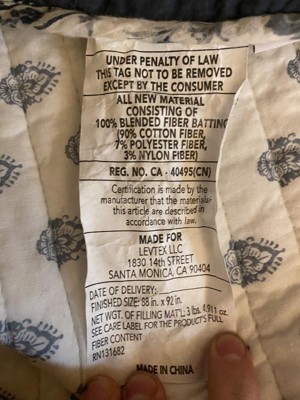 UNDER PENALTY OF LAW
THIS TAG NOT TO BE REMOVED
EXCEPT BY THE CONSUMER
ALL NEW MATERIAL
CONSISTING OF
100% BLENDED FIBER BATTING
(90% COTTON FIBER,
7% POLYESTER FIBER,
3% NYLON FIBER)
REG. NO. CA - 40495(CN)
Certification is made by the
manufacturer that the materials
this article are described in
accordance with law.
MADE FOR
LEVTEX LLC
1830 14th STREET
SANTA MONICA, CA 90404
DATE OF DELIVERY:
FINISHED SIZE: 88 in. x 92 in.
NET WGT. OF FILLING MAT'L: 3 lbs. 4.911 oz.
SEE CARE LABEL FOR THE PRODUCT'S FULL
FIBER CONTENT
RN131682
MADE IN CHINA